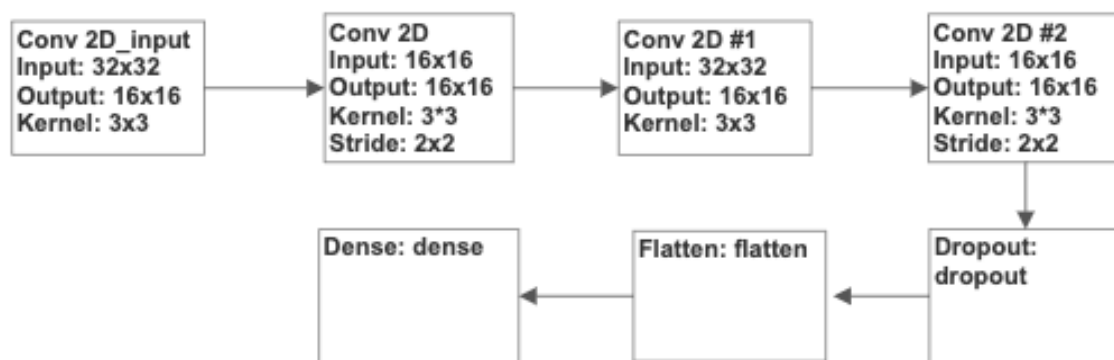 Conv 2D_input
Input: 32x32
Output: 16x16
Kernel: 3x3
Conv 2D
Input: 16x16
Output: 16x16
Kernel: 3*3
Stride: 2x2
Conv 2D #1
Input: 32x32
Output: 16x16
Kernel: 3x3
Conv 2D #2
Input: 16x16
Output: 16x16
Kernel: 3*3
Stride: 2x2
Dropout:
dropout
Flatten: flatten
Dense: dense